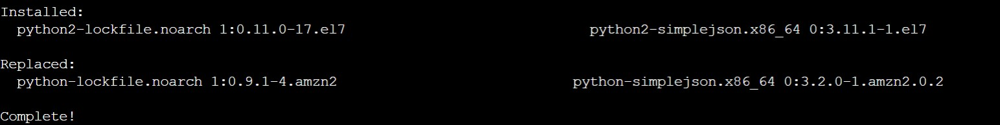 Installed:
python2-lockfile.noarch 1:0.11.0-17.el7 python2-simplejson.x86_64 0:3.11.1-1.el7
Replaced:
python-lockfile.noarch 1:0.9.1-4.amzn2 python-simplejson.x86_64 0:3.2.0-1.amzn2.0.2
Complete!